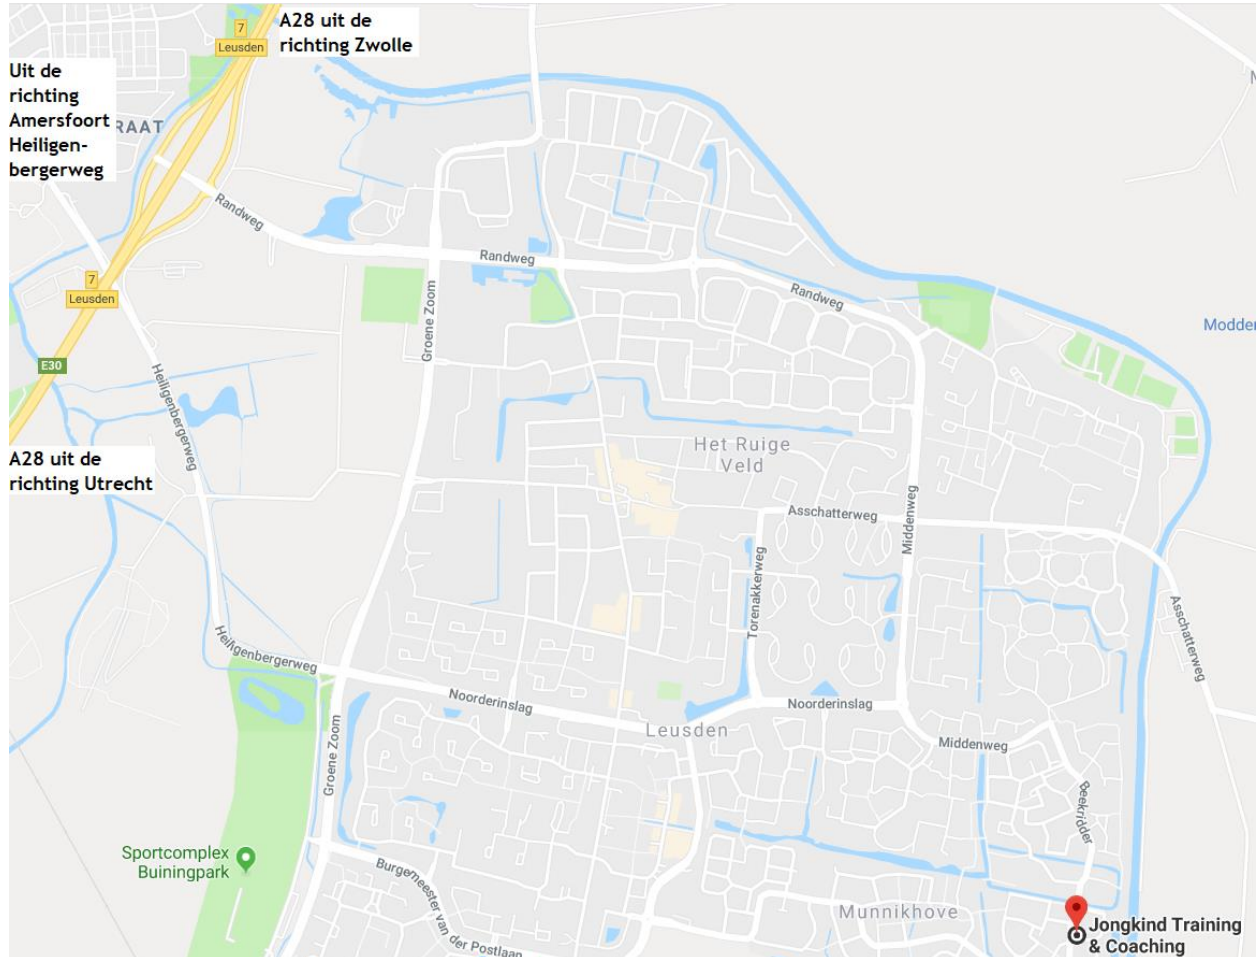 A28 uit de
richting Zwolle
7
Leusden
Uit de
richting
Amersfoort
Heiligen-
bergerweg
RAAT
Randweg
Randweg
Randweg
7
Leusden
Groene Zoom
Modder
E30
Heiligenbergerweg
A28 uit de
richting Utrecht
Het Ruige
Veld
Asschatterweg
Middenweg
Torenakkerweg
Asschatterweg
Heiligenbergerweg
Noorderinslag
Noorderinslag
Leusden
Groene Zoom
Middenweg
Beekridder
Sportcomplex
Buiningpark
Burgemeester van der Postlaan
Munnikhove
Jongkind Training
& Coaching